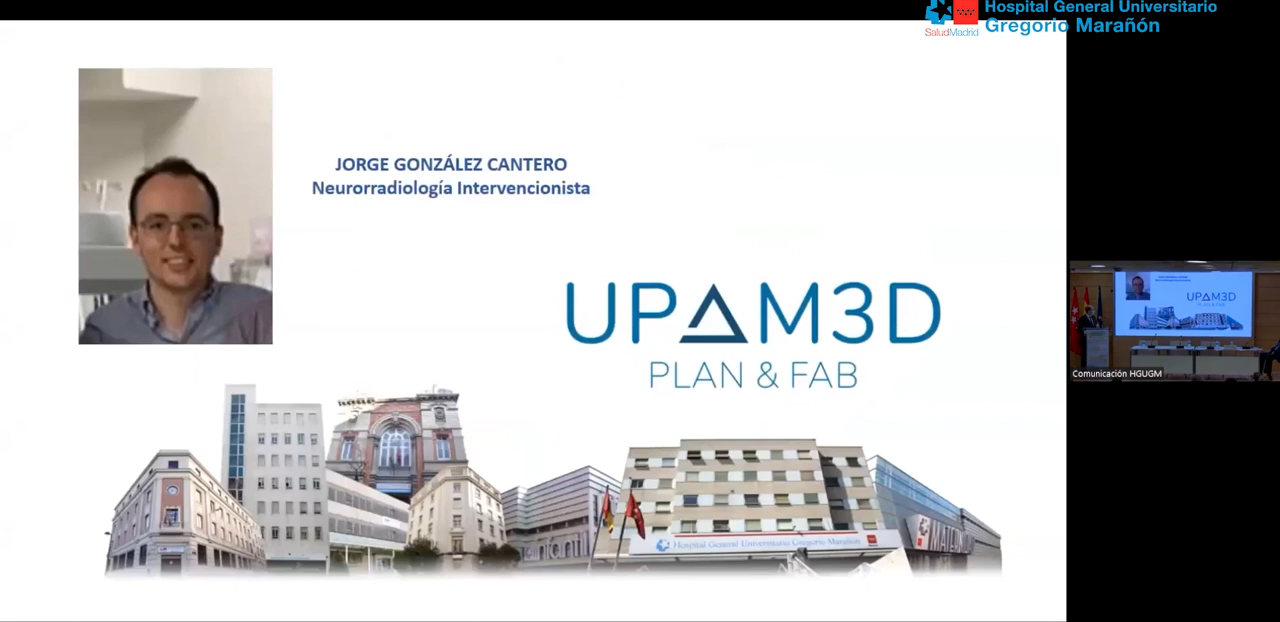 Hospital General Universitario
Gregorio Marañón
SaludMadrid
JORGE GONZÁLEZ CANTERO
Neurorradiología Intervencionista
UPAM3D
PLAN & FAB
Hospital General Universitario Gregorio Marañón
UPAM3D
Comunicación HGUGM